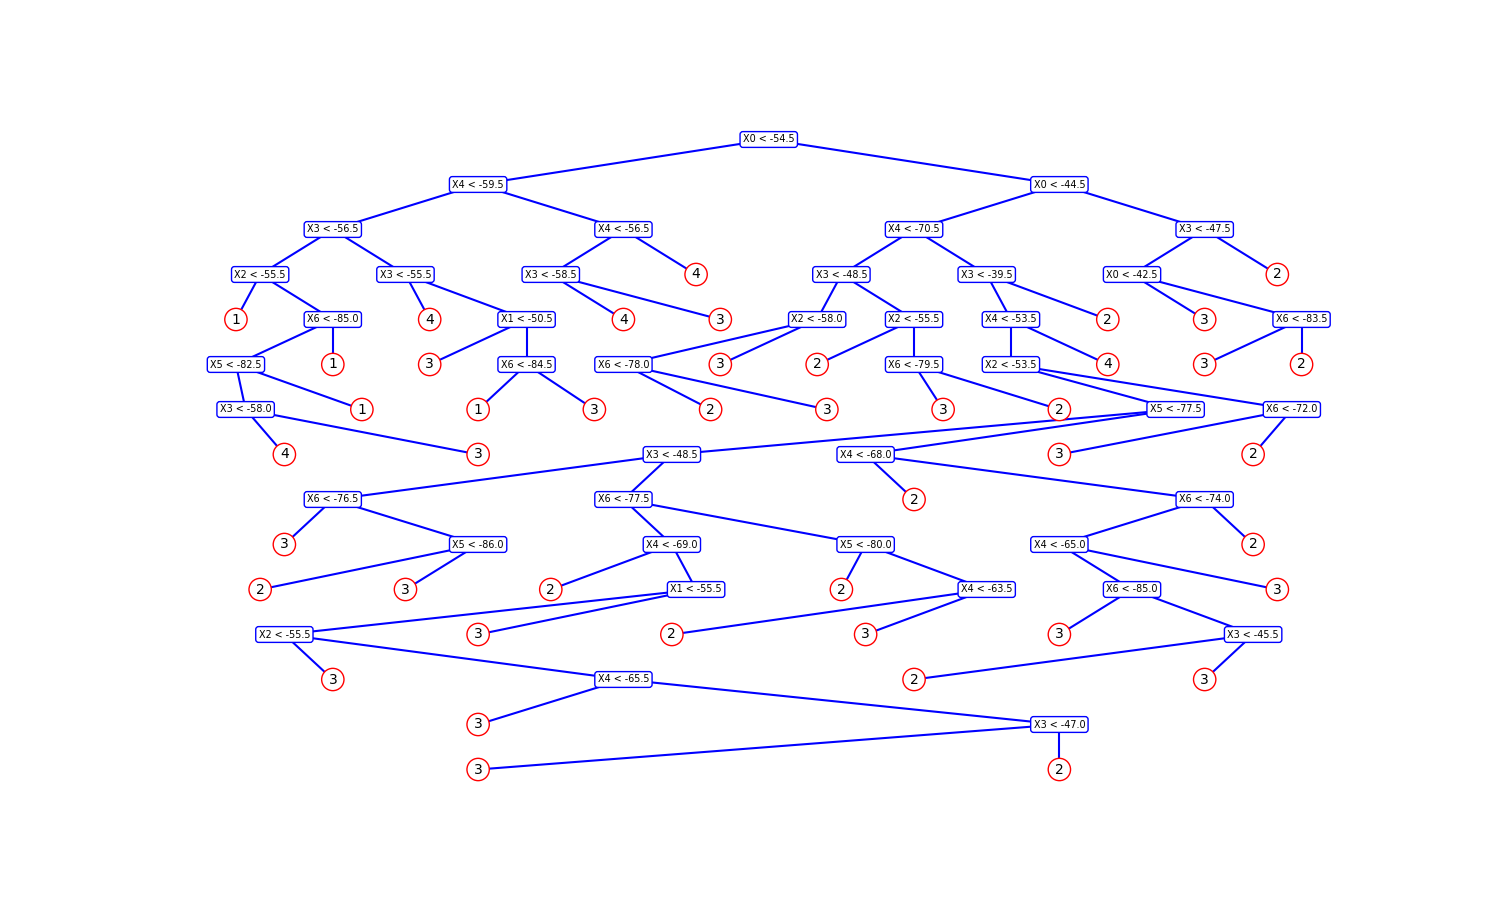 X0 < -54.5
X4 < -59.5 X0 < -44.5
X3 < -56.5 X4 < -56.5 X4 < -70.5 X3 < -47.5
X2 < -55.5 X3 < -55.5 X3 < -58.5 4 X3 < -48.5 X3 < -39.5 X0 < -42.5 2
1 X6 < -85.0 4 X1 < -50.5 4 3 X2 < -58.0 X2 < -55.5 X4 < -53.5 2 3 X6 < -83.5
X5 < -82.5 1 3 X6 < -84.5 X6 < -78.0 3 2 X6 < -79.5 X2 < -53.5 4 3 2
X3 < -58.0 1 1 3 2 3 3 2 X5 < -77.5 X6 < -72.0
4 3 X3 < -48.5 X4 < -68.0 3 2
X6 < -76.5 X6 < -77.5 2 X6 < -74.0
3 X5 < -86.0 X4 < -69.0 X5 < -80.0 X4 < -65.0 2
2 3 2 X1 < -55.5 2 X4 < -63.5 X6 < -85.0 3
X2 < -55.5 3 2 3 3 X3 < -45.5
3 X4 < -65.5 2 3
3 X3 < -47.0
3 2